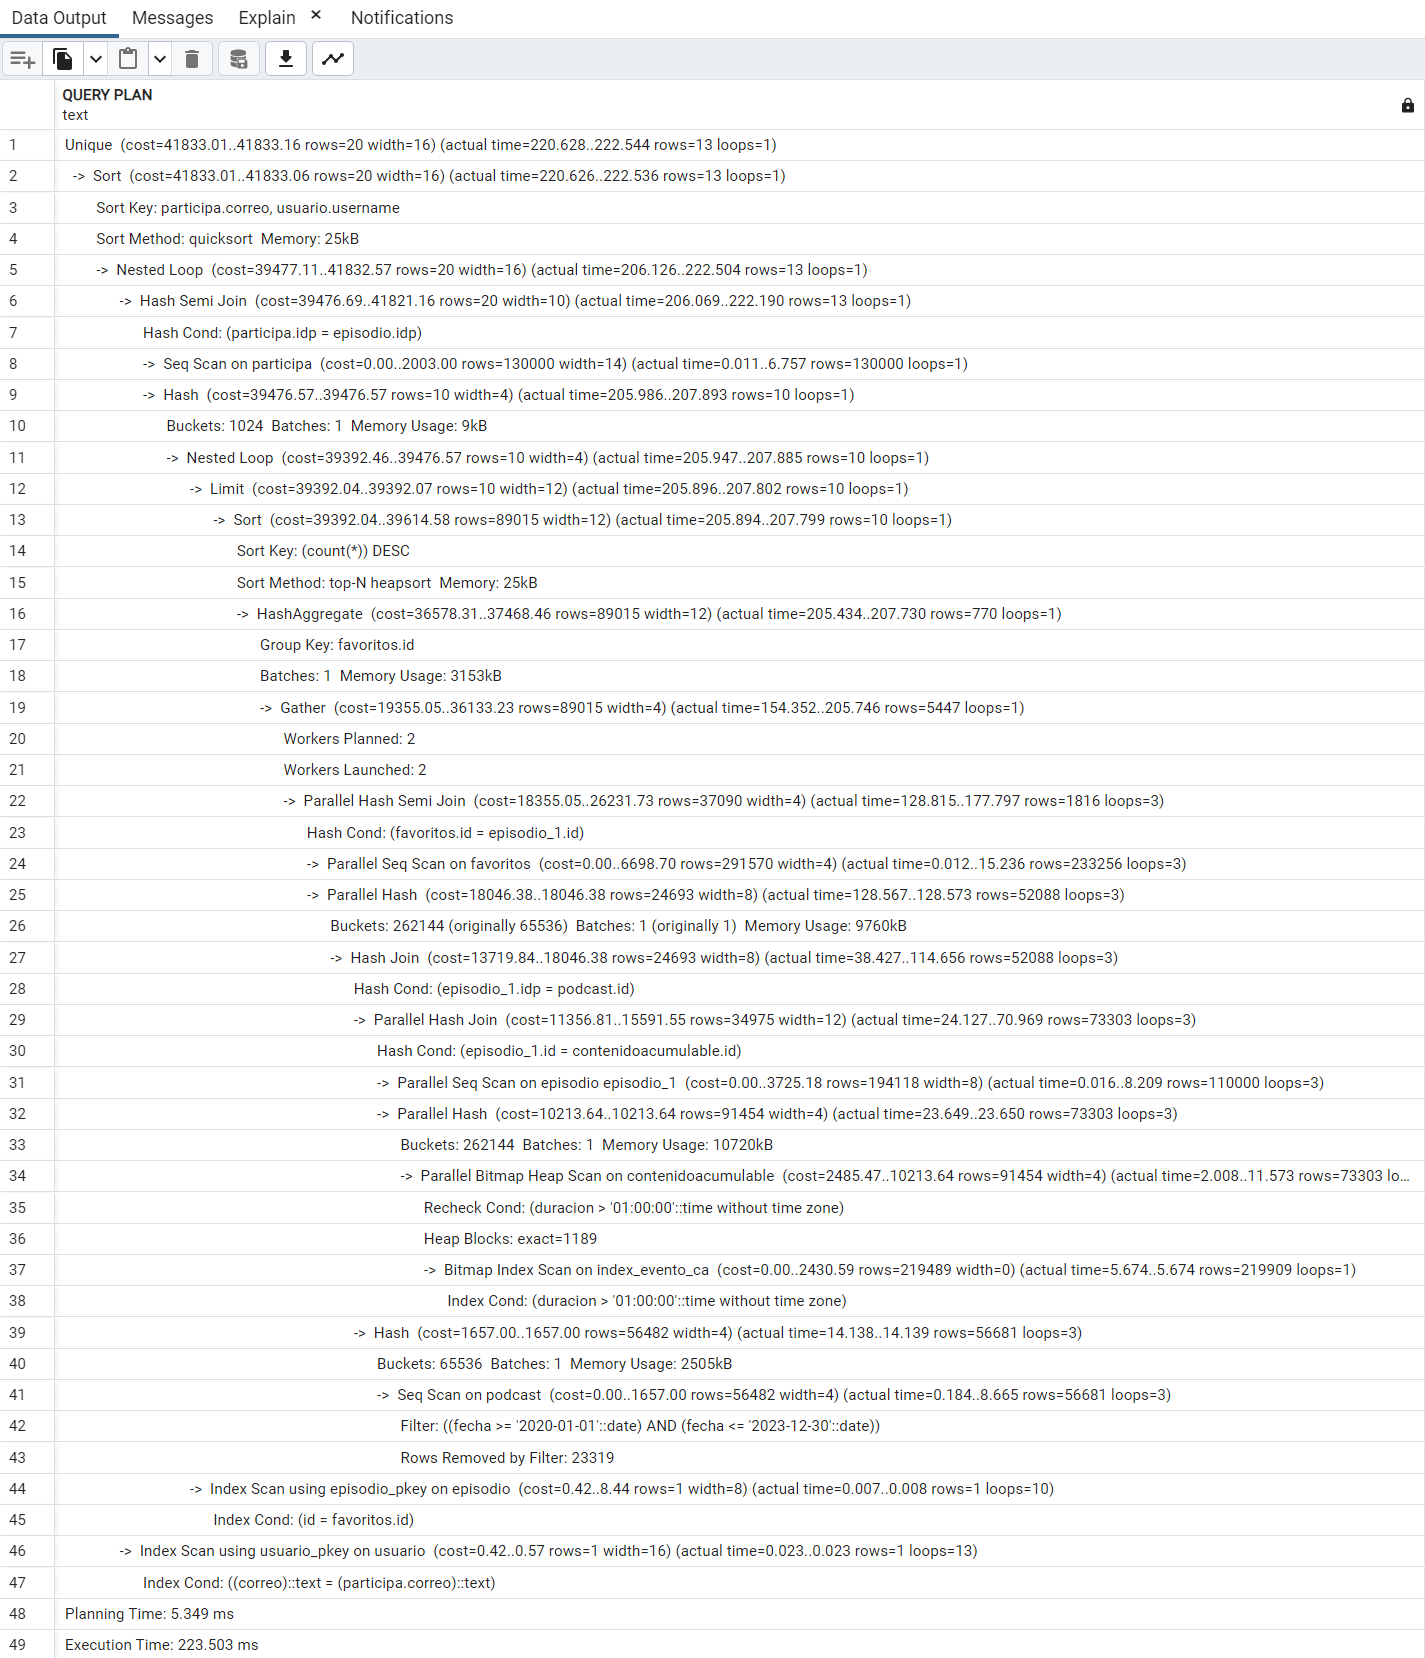 Data Output Messages Explain × Notifications
QUERY PLAN
text
1 Unique (cost=41833.01..41833.16 rows=20 width=16) (actual time=220.628..222.544 rows=13 loops=1)
2 -> Sort (cost=41833.01..41833.06 rows=20 width=16) (actual time=220.626..222.536 rows=13 loops=1)
3 Sort Key: participa.correo, usuario.username
4 Sort Method: quicksort Memory: 25kB
5 -> Nested Loop (cost=39477.11..41832.57 rows=20 width=16) (actual time=206.126..222.504 rows=13 loops=1)
6 -> Hash Semi Join (cost=39476.69..41821.16 rows=20 width=10) (actual time=206.069..222.190 rows=13 loops=1)
7 Hash Cond: (participa.idp = episodio.idp)
8 -> Seq Scan on participa (cost=0.00..2003.00 rows=130000 width=14) (actual time=0.011..6.757 rows=130000 loops=1)
9 -> Hash (cost=39476.57..39476.57 rows=10 width=4) (actual time=205.986..207.893 rows=10 loops=1)
10 Buckets: 1024 Batches: 1 Memory Usage: 9kB
11 -> Nested Loop (cost=39392.46..39476.57 rows=10 width=4) (actual time=205.947..207.885 rows=10 loops=1)
12 -> Limit (cost=39392.04..39392.07 rows=10 width=12) (actual time=205.896..207.802 rows=10 loops=1)
13 -> Sort (cost=39392.04..39614.58 rows=89015 width=12) (actual time=205.894..207.799 rows=10 loops=1)
14 Sort Key: (count(*)) DESC
15 Sort Method: top-N heapsort Memory: 25kB
16 -> HashAggregate (cost=36578.31..37468.46 rows=89015 width=12) (actual time=205.434..207.730 rows=770 loops=1)
17 Group Key: favoritos.id
18 Batches: 1 Memory Usage: 3153kB
19 -> Gather (cost=19355.05..36133.23 rows=89015 width=4) (actual time=154.352..205.746 rows=5447 loops=1)
20 Workers Planned: 2
21 Workers Launched: 2
22 -> Parallel Hash Semi Join (cost=18355.05..26231.73 rows=37090 width=4) (actual time=128.815..177.797 rows=1816 loops=3)
23 Hash Cond: (favoritos.id = episodio_1.id)
24 -> Parallel Seq Scan on favoritos (cost=0.00..6698.70 rows=291570 width=4) (actual time=0.012..15.236 rows=233256 loops=3)
25 -> Parallel Hash (cost=18046.38..18046.38 rows=24693 width=8) (actual time=128.567..128.573 rows=52088 loops=3)
26 Buckets: 262144 (originally 65536) Batches: 1 (originally 1) Memory Usage: 9760kB
27 -> Hash Join (cost=13719.84..18046.38 rows=24693 width=8) (actual time=38.427..114.656 rows=52088 loops=3)
28 Hash Cond: (episodio_1.idp = podcast.id)
29 -> Parallel Hash Join (cost=11356.81..15591.55 rows=34975 width=12) (actual time=24.127..70.969 rows=73303 loops=3)
30 Hash Cond: (episodio_1.id = contenidoacumulable.id)
31 -> Parallel Seq Scan on episodio episodio_1 (cost=0.00..3725.18 rows=194118 width=8) (actual time=0.016..8.209 rows=110000 loops=3)
32 -> Parallel Hash (cost=10213.64..10213.64 rows=91454 width=4) (actual time=23.649..23.650 rows=73303 loops=3)
33 Buckets: 262144 Batches: 1 Memory Usage: 10720kB
34 -> Parallel Bitmap Heap Scan on contenidoacumulable (cost=2485.47..10213.64 rows=91454 width=4) (actual time=2.008..11.573 rows=73303 lo...
35 Recheck Cond: (duracion > '01:00:00'::time without time zone)
36 Heap Blocks: exact=1189
37 -> Bitmap Index Scan on index_evento_ca (cost=0.00..2430.59 rows=219489 width=0) (actual time=5.674..5.674 rows=219909 loops=1)
38 Index Cond: (duracion > '01:00:00'::time without time zone)
39 -> Hash (cost=1657.00..1657.00 rows=56482 width=4) (actual time=14.138..14.139 rows=56681 loops=3)
40 Buckets: 65536 Batches: 1 Memory Usage: 2505kB
41 -> Seq Scan on podcast (cost=0.00..1657.00 rows=56482 width=4) (actual time=0.184..8.665 rows=56681 loops=3)
42 Filter: ((fecha >= '2020-01-01'::date) AND (fecha <= '2023-12-30'::date))
43 Rows Removed by Filter: 23319
44 -> Index Scan using episodio_pkey on episodio (cost=0.42..8.44 rows=1 width=8) (actual time=0.007..0.008 rows=1 loops=10)
45 Index Cond: (id = favoritos.id)
46 -> Index Scan using usuario_pkey on usuario (cost=0.42..0.57 rows=1 width=16) (actual time=0.023..0.023 rows=1 loops=13)
47 Index Cond: ((correo)::text = (participa.correo)::text)
48 Planning Time: 5.349 ms
49 Execution Time: 223.503 ms